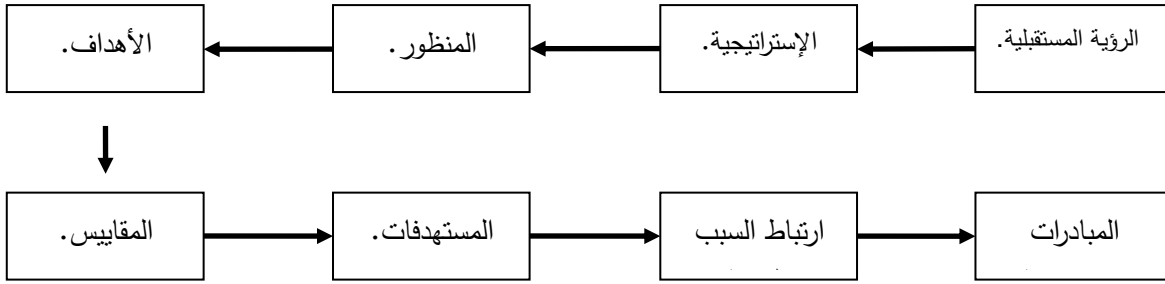 الرؤية المستقبلية.
الإستراتيجية.
المنظور.
الأهداف.
المقاييس.
المستهدفات.
ارتباط السبب
المبادرات